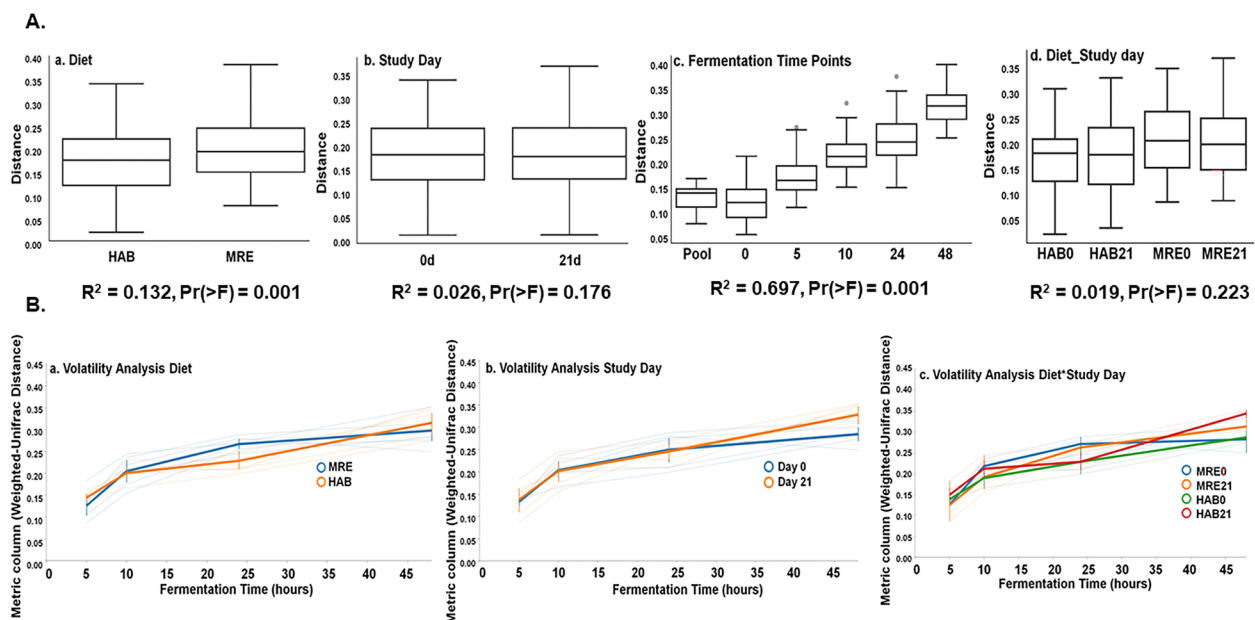 A.
a. Diet
Distance
0.40
0.35
0.30
0.25
0.20
0.15
0.10
0.05
0.00
HAB MRE
R² = 0.132, Pr(>F) = 0.001
b. Study Day
Distance
0.35
0.30
0.25
0.20
0.15
0.10
0.05
0.00
0d 21d
R² = 0.026, Pr(>F) = 0.176
c. Fermentation Time Points
Distance
0.40
0.35
0.30
0.25
0.20
0.15
0.10
0.05
Pool 0 5 10 24 48
R² = 0.697, Pr(>F) = 0.001
d. Diet_Study day
Distance
0.35
0.30
0.25
0.20
0.15
0.10
0.05
HAB0 HAB21 MRE0 MRE21
R² = 0.019, Pr(>F) = 0.223
B.
a. Volatility Analysis Diet
Metric column (Weighted-Unifrac Distance)
0.45
0.40
0.35
0.30
0.25
0.20
0.15
0.10
0.05
0.00
MRE
HAB
0 5 10 15 20 25 30 35 40 45
Fermentation Time (hours)
b. Volatility Analysis Study Day
Metric column (Weighted-Unifrac Distance)
0.45
0.40
0.35
0.30
0.25
0.20
0.15
0.10
0.05
0.00
Day 0
Day 21
0 5 10 15 20 25 30 35 40 45
Fermentation Time (hours)
c. Volatility Analysis Diet*Study Day
Metric column (Weighted-Unifrac Distance)
0.45
0.40
0.35
0.30
0.25
0.20
0.15
0.10
0.05
0.00
MRE0
MRE21
HAB0
HAB21
0 5 10 15 20 25 30 35 40 45
Fermentation Time (hours)